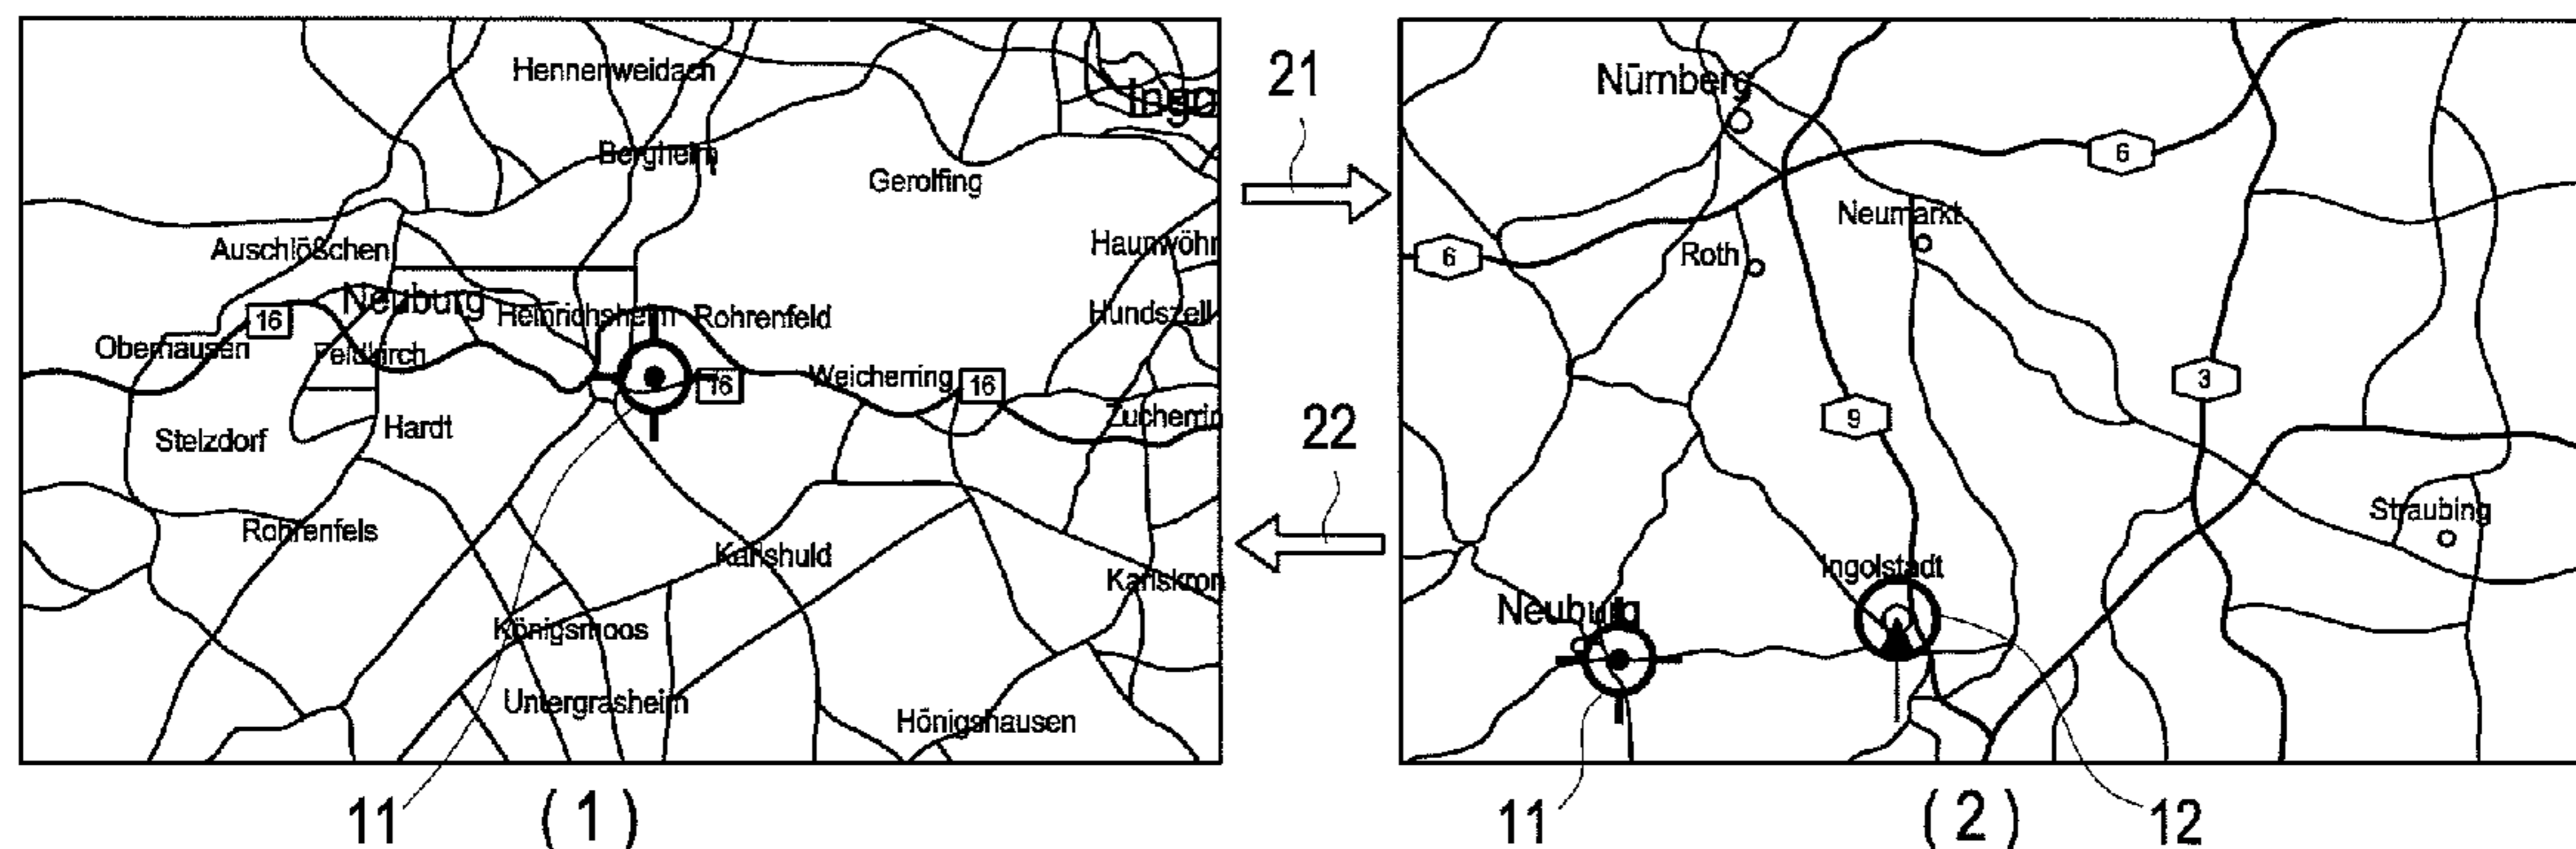 Hennenweidach
Ingo
Bergheim
Gerolfing
Auschlößchen
Haunwöhr
Neuburg
Heinrichsheim
Rohrenfeld
Hundszell
16
Oberhausen
Feldkirch
16
Weicherring
16
Zucherrin
Stelzdorf
Hardt
Rohrenfels
Karlshuld
Karlskron
Königsmoos
Untergrasheim
Hönigshausen
11
(1)
21
22
Nürnberg
6
Neumarkt
Roth
6
3
9
Straubing
Ingolstadt
Neuburg
11
(2)
12